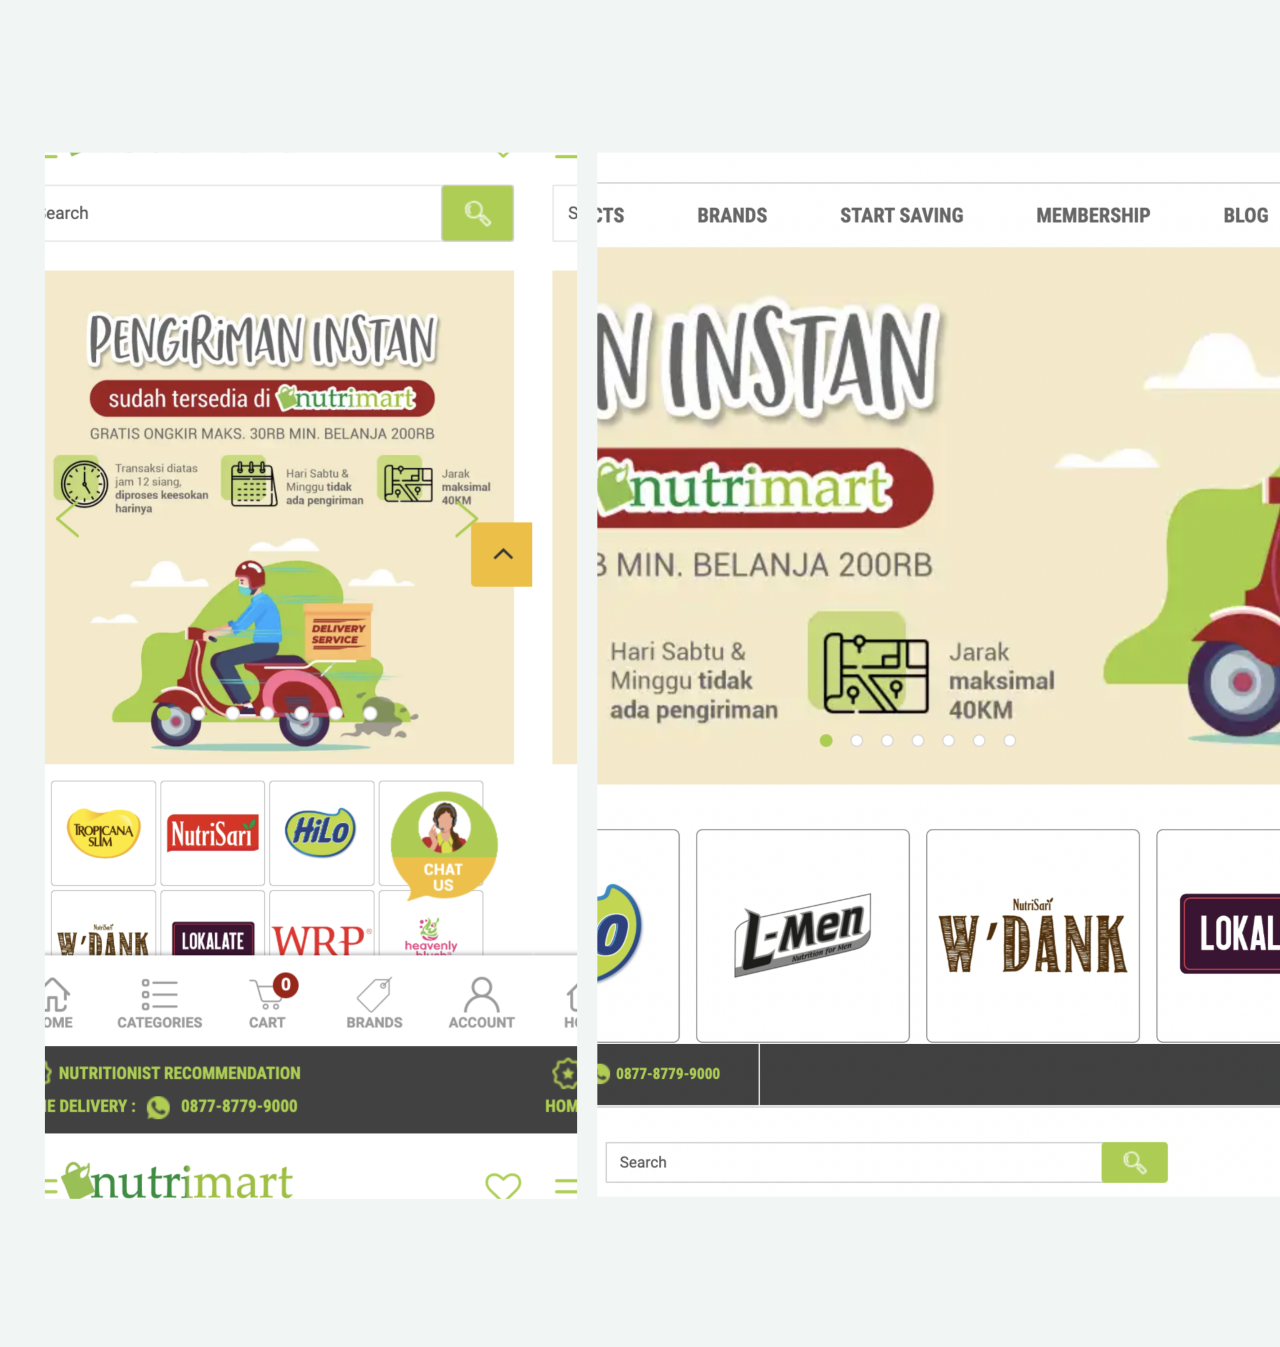 Search
PENGiRiMAN INSTAN
sudah tersedia di nutrimart
GRATIS ONGKIR MAKS. 30RB MIN. BELANJA 200RB
Transaksi diatas
jam 12 siang,
diproses keesokan
harinya
Hari Sabtu &
Minggu tidak
ada pengiriman
Jarak
maksimal
40KM
DELIVERY
SERVICE
TROPICANA
SLIM
NutriSari
HiLo
CHAT
US
NutriSari
W'DANK
LOKALATE
WRP
heavenly
blush
OME
CATEGORIES
0
CART
BRANDS
ACCOUNT
HO
NUTRITIONIST RECOMMENDATION
E DELIVERY :
0877-8779-9000
HOM
nutrimart
S
CTS
BRANDS
START SAVING
MEMBERSHIP
BLOG
N INSTAN
nutrimart
B MIN. BELANJA 200RB
Hari Sabtu &
Minggu tidak
ada pengiriman
Jarak
maksimal
40KM
o
L-Men
Nutrition for Men
NutriSari
W'DANK
LOKAL
0877-8779-9000
Search